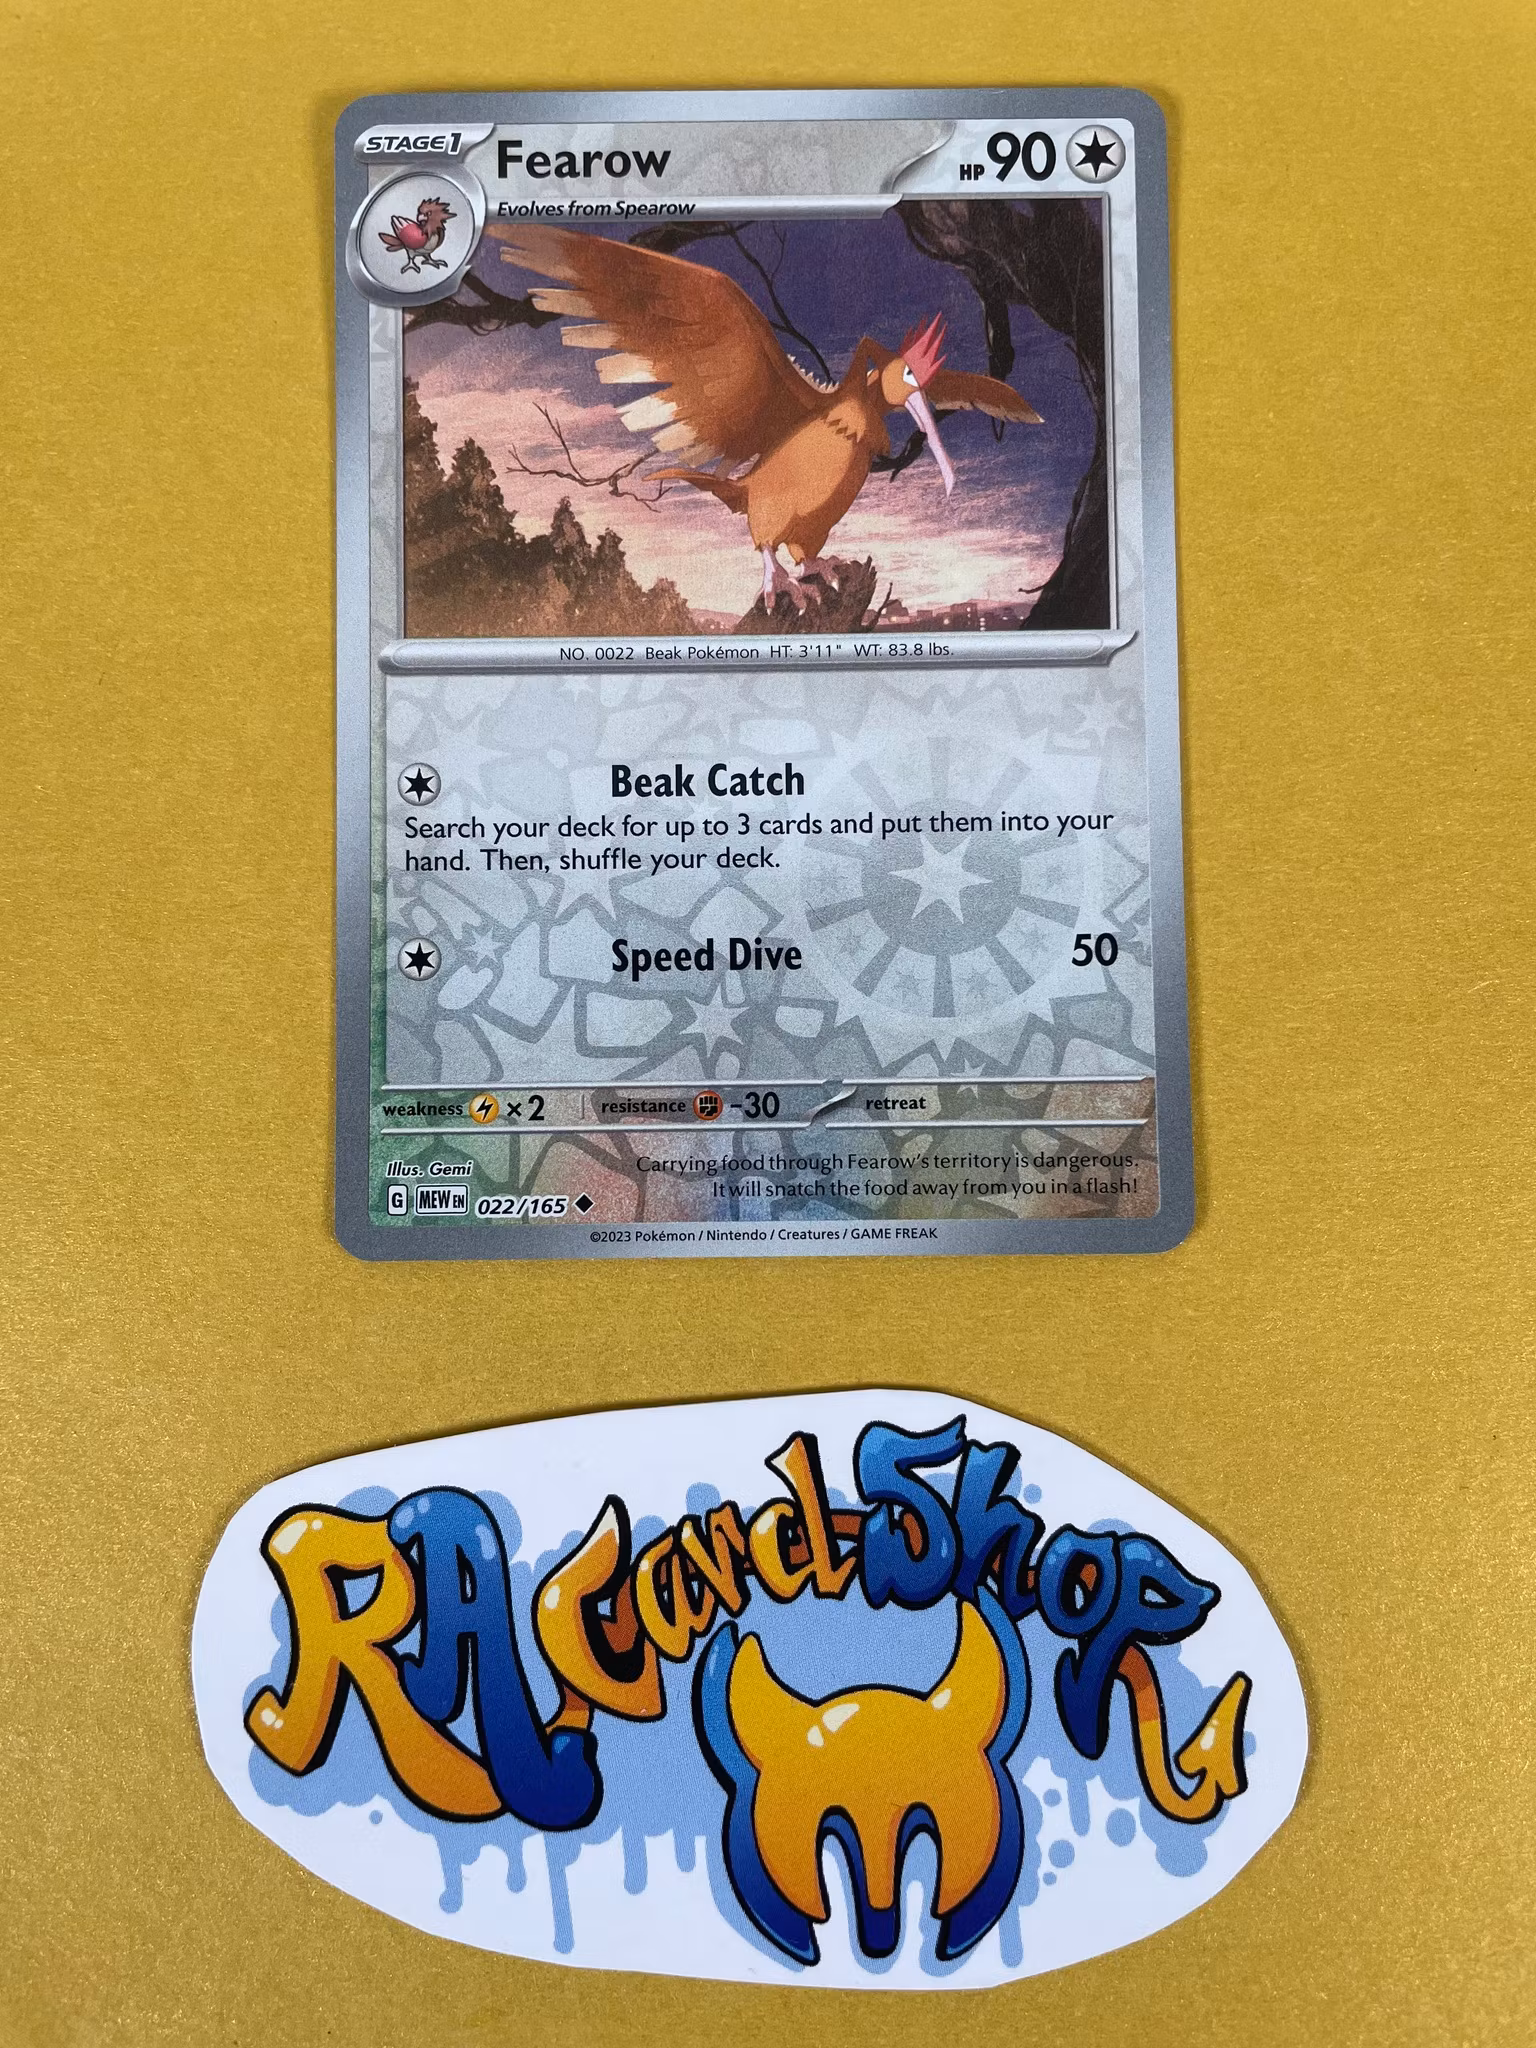 STAGE1
Fearow
HP 90
Evolves from Spearow
NO. 0022 Beak Pokémon HT: 3'11" WT: 83.8 lbs.
Beak Catch
Search your deck for up to 3 cards and put them into your
hand. Then, shuffle your deck.
Speed Dive 50
weakness ×2 resistance -30 retreat
Illus. Gemi
Carrying food through Fearow's territory is dangerous.
It will snatch the food away from you in a flash!
G MEW EN 022/165
©2023 Pokémon / Nintendo / Creatures / GAME FREAK
RA CardShop